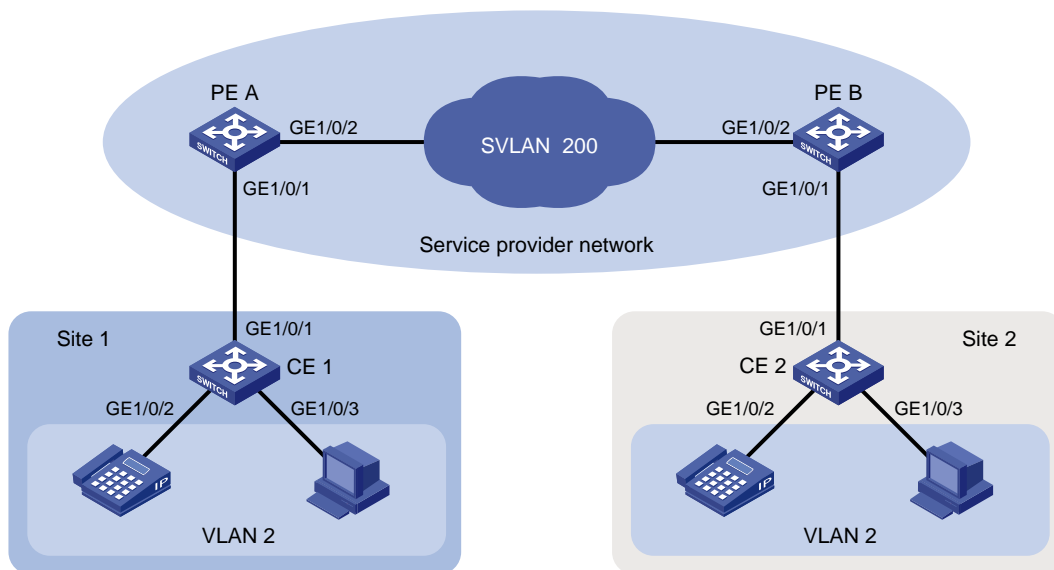 PE A
PE B
GE1/0/2
GE1/0/2
SVLAN 200
SWITCH
SWITCH
GE1/0/1
GE1/0/1
Service provider network
Site 1
GE1/0/1
GE1/0/1
Site 2
CE 1
CE 2
SWITCH
SWITCH
GE1/0/2
GE1/0/3
GE1/0/2
GE1/0/3
IP
IP
VLAN 2
VLAN 2